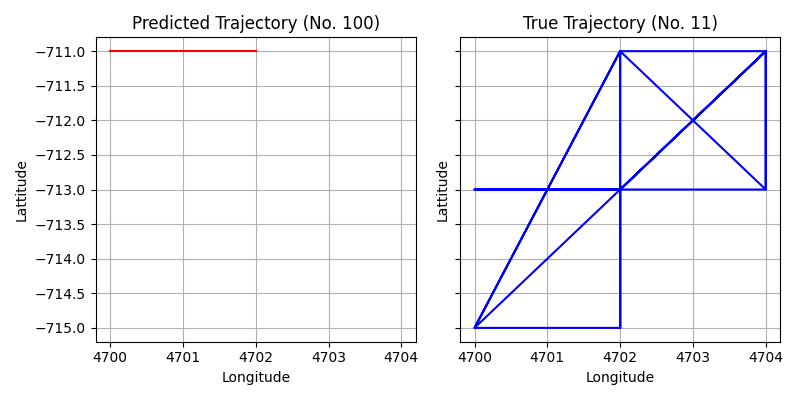 Predicted Trajectory (No. 100)
Lattitude
−711.0
−711.5
−712.0
−712.5
−713.0
−713.5
−714.0
−714.5
−715.0
4700 4701 4702 4703 4704
Longitude
True Trajectory (No. 11)
Lattitude
4700 4701 4702 4703 4704
Longitude